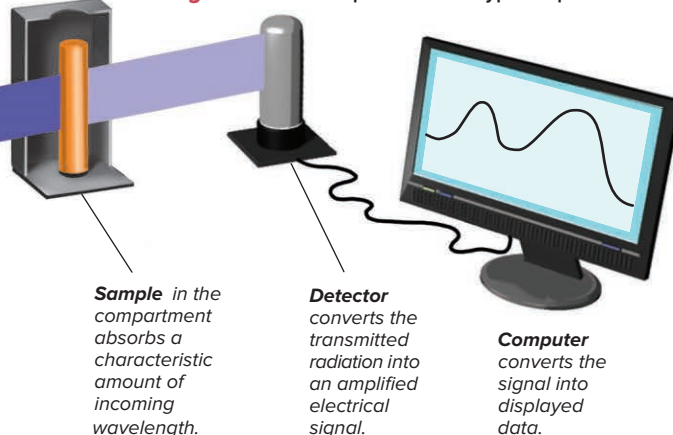 Sample in the
compartment
absorbs a
characteristic
amount of
incoming
wavelength.
Detector
converts the
transmitted
radiation into
an amplified
electrical
signal.
Computer
converts the
signal into
displayed
data.